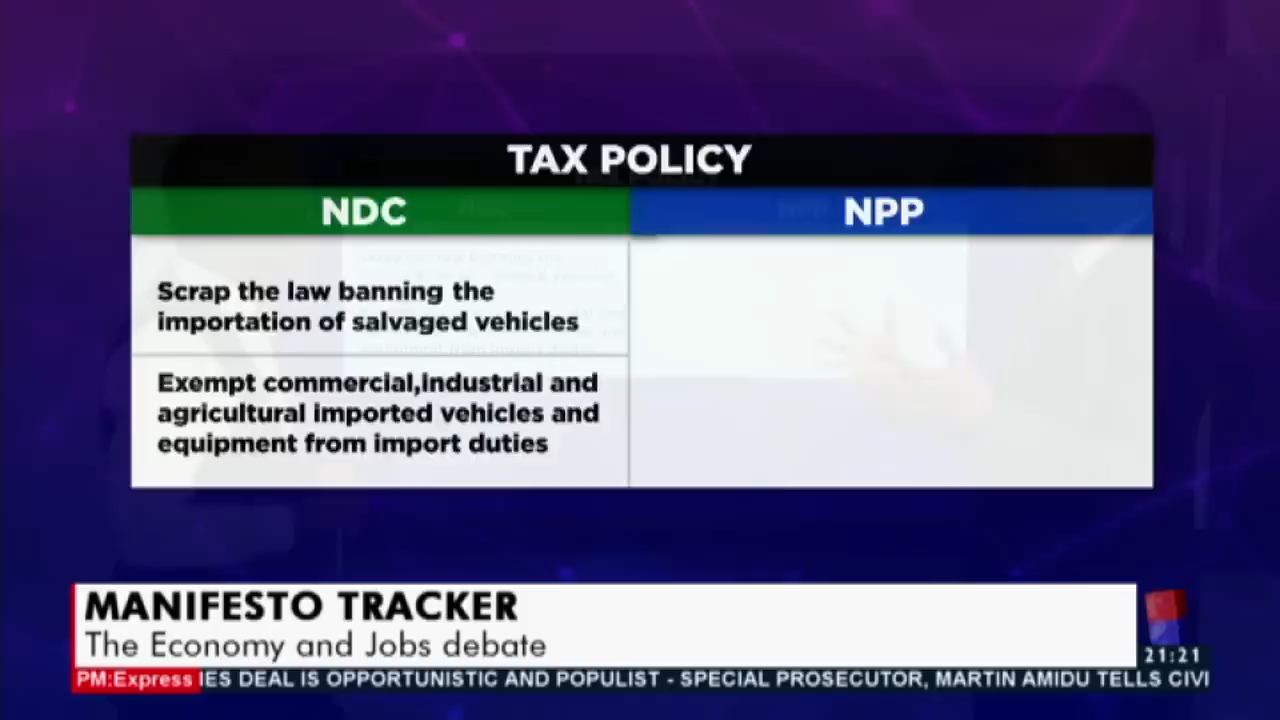 TAX POLICY
NDC
NPP
Scrap the law banning the
importation of salvaged vehicles
Exempt commercial,industrial and
agricultural imported vehicles and
equipment from import duties
MANIFESTO TRACKER
The Economy and Jobs debate
21:21
PM:Express IES DEAL IS OPPORTUNISTIC AND POPULIST - SPECIAL PROSECUTOR, MARTIN AMIDU TELLS CIVI